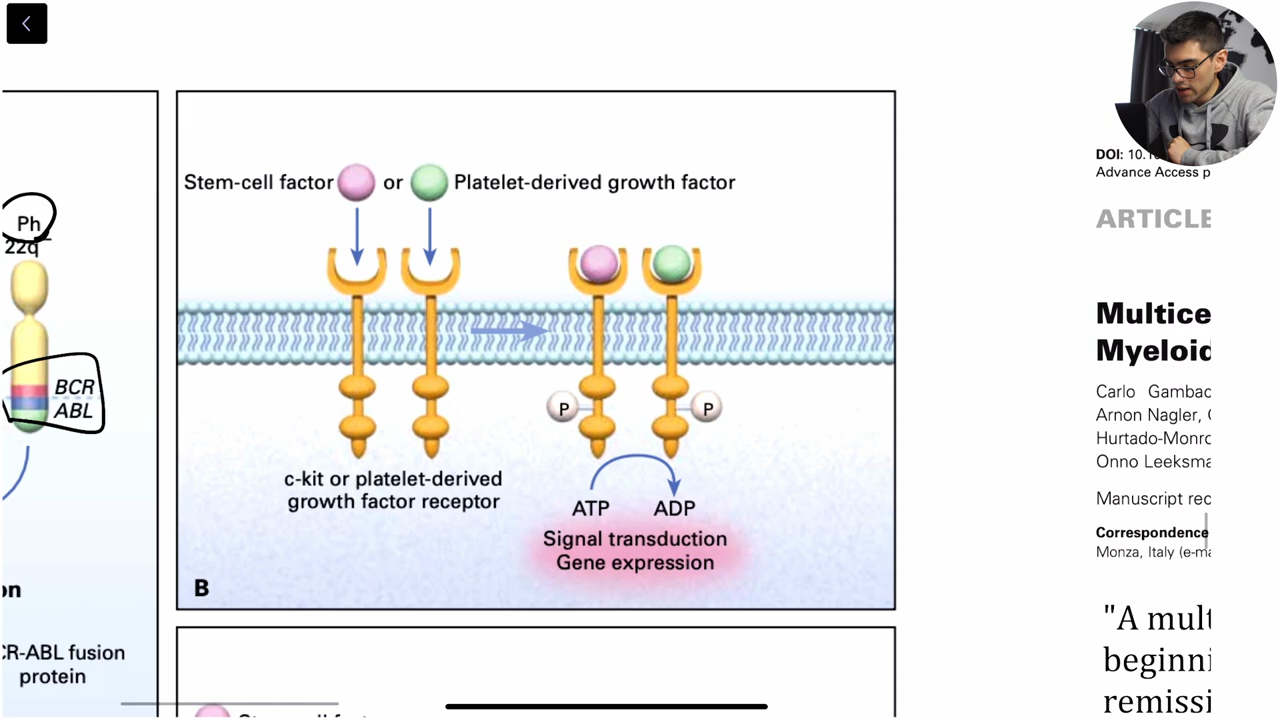 Ph
22q
BCR
ABL
CR-ABL fusion
protein
Stem-cell factor or Platelet-derived growth factor
P
P
c-kit or platelet-derived
growth factor receptor
ATP ADP
Signal transduction
Gene expression
B
DOI: 10.
Advance Access p
ARTICLE
Multice
Myeloid
Carlo Gambac
Arnon Nagler,
Hurtado-Monro
Onno Leeksma
Manuscript rec
Correspondence
Monza, Italy (e-ma
"A mult
beginni
remissi